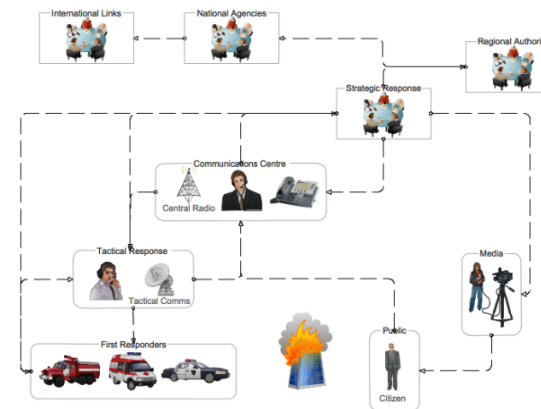 International Links
National Agencies
Regional Authori
Strategic Response
Communications Centre
Central Radio
Tactical Response
Tactical Comms
Media
First Responders
Public
Citizen